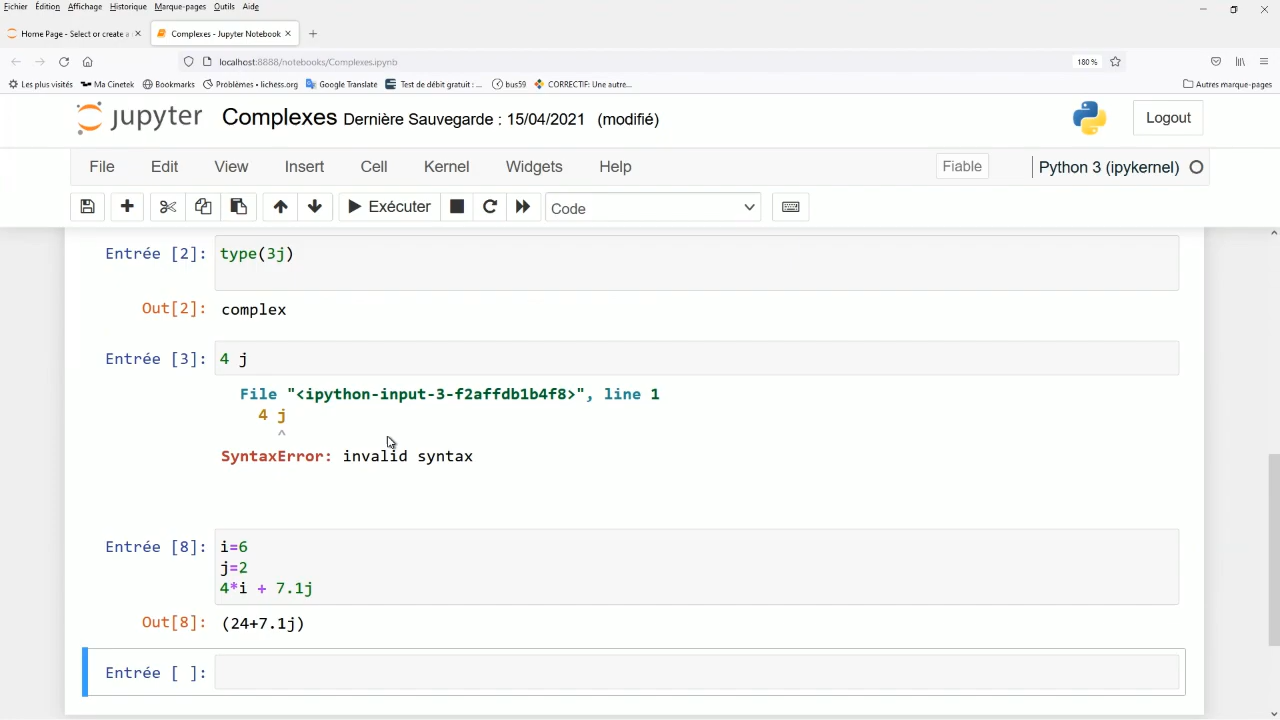 Fichier Édition Affichage Historique Marque-pages Outils Aide
Home Page - Select or create a
Complexes - Jupyter Notebook
localhost:8888/notebooks/Complexes.ipynb
180 %
Les plus visités Ma Cinetek Bookmarks Problèmes • lichess.org Google Translate Test de débit gratuit : ... bus59 CORRECTIF: Une autre... Autres marque-pages
jupyter Complexes Dernière Sauvegarde : 15/04/2021 (modifié) Logout
File Edit View Insert Cell Kernel Widgets Help Fiable Python 3 (ipykernel)
Exécuter Code
Entrée [2]: type(3j)
Out[2]: complex
Entrée [3]: 4 j
File "<ipython-input-3-f2affdb1b4f8>", line 1
4 j
^
SyntaxError: invalid syntax
Entrée [8]: i=6
j=2
4*i + 7.1j
Out[8]: (24+7.1j)
Entrée [ ]: